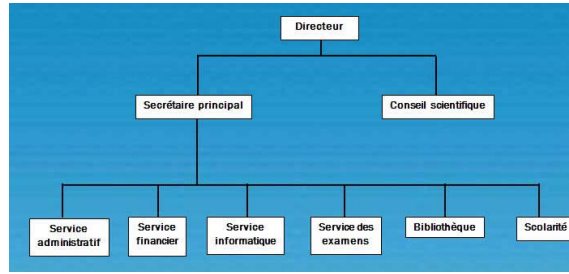 Directeur
Secrétaire principal
Conseil scientifique
Service
administratif
Service
financier
Service
informatique
Service des
examens
Bibliothèque
Scolarité